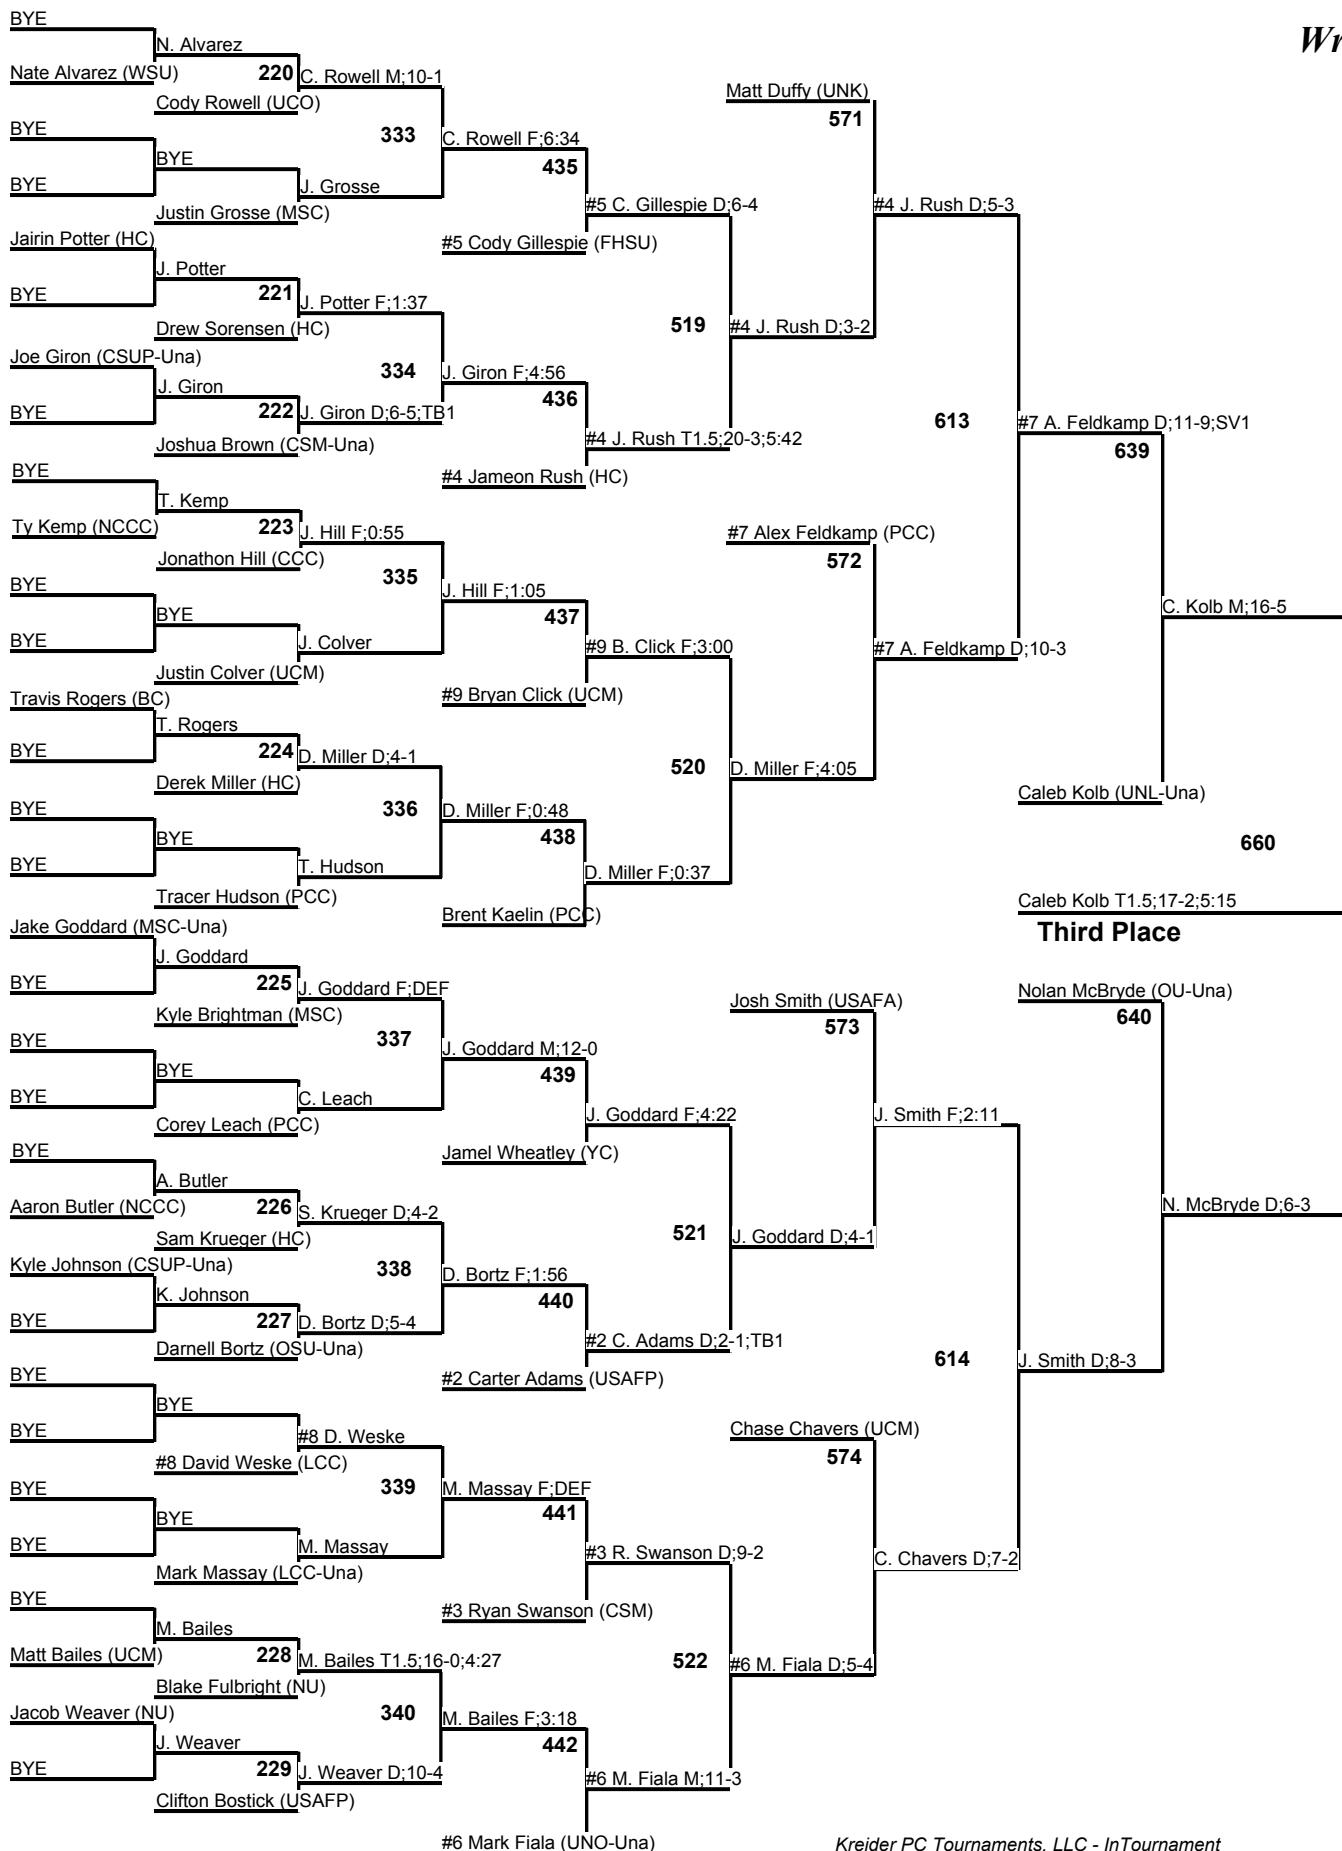 BYE
Wr
N. Alvarez
Nate Alvarez (WSU)
220
C. Rowell M;10-1
Cody Rowell (UCO)
Matt Duffy (UNK)
571
BYE
333
C. Rowell F;6:34
BYE
435
BYE
J. Grosse
Justin Grosse (MSC)
#5 C. Gillespie D;6-4
#4 J. Rush D;5-3
Jairin Potter (HC)
#5 Cody Gillespie (FHSU)
J. Potter
BYE
221
J. Potter F;1:37
Drew Sorensen (HC)
519
#4 J. Rush D;3-2
Joe Giron (CSUP-Una)
334
J. Giron F;4:56
J. Giron
436
BYE
222
J. Giron D;6-5;TB1
613
#7 A. Feldkamp D;11-9;SV1
Joshua Brown (CSM-Una)
#4 J. Rush T1.5;20-3;5:42
639
BYE
#4 Jameon Rush (HC)
T. Kemp
Ty Kemp (NCCC)
223
J. Hill F;0:55
#7 Alex Feldkamp (PCC)
Jonathon Hill (CCC)
572
335
BYE
J. Hill F;1:05
BYE
437
C. Kolb M;16-5
BYE
J. Colver
#9 B. Click F;3:00
#7 A. Feldkamp D;10-3
Justin Colver (UCM)
#9 Bryan Click (UCM)
Travis Rogers (BC)
T. Rogers
BYE
224
D. Miller D;4-1
520
D. Miller F;4:05
Derek Miller (HC)
Caleb Kolb (UNL-Una)
BYE
336
D. Miller F;0:48
BYE
438
660
BYE
T. Hudson
D. Miller F;0:37
Tracer Hudson (PCC)
Brent Kaelin (PCC)
Caleb Kolb T1.5;17-2;5:15
Jake Goddard (MSC-Una)
Third Place
J. Goddard
BYE
225
J. Goddard F;DEF
Nolan McBryde (OU-Una)
Kyle Brightman (MSC)
Josh Smith (USAFA)
640
573
BYE
337
J. Goddard M;12-0
BYE
439
BYE
C. Leach
Corey Leach (PCC)
J. Goddard F;4:22
J. Smith F;2:11
BYE
Jamel Wheatley (YC)
A. Butler
Aaron Butler (NCCC)
226
S. Krueger D;4-2
N. McBryde D;6-3
Sam Krueger (HC)
521
J. Goddard D;4-1
Kyle Johnson (CSUP-Una)
338
D. Bortz F;1:56
K. Johnson
440
BYE
227
D. Bortz D;5-4
Darnell Bortz (OSU-Una)
#2 C. Adams D;2-1;TB1
614
J. Smith D;8-3
BYE
#2 Carter Adams (USAFP)
BYE
BYE
#8 D. Weske
Chase Chavers (UCM)
#8 David Weske (LCC)
574
BYE
339
M. Massay F;DEF
BYE
441
BYE
M. Massay
#3 R. Swanson D;9-2
C. Chavers D;7-2
Mark Massay (LCC-Una)
BYE
#3 Ryan Swanson (CSM)
M. Bailes
Matt Bailes (UCM)
228
M. Bailes T1.5;16-0;4:27
522
#6 M. Fiala D;5-4
Blake Fulbright (NU)
Jacob Weaver (NU)
340
M. Bailes F;3:18
J. Weaver
442
BYE
229
J. Weaver D;10-4
#6 M. Fiala M;11-3
Clifton Bostick (USAFP)
#6 Mark Fiala (UNO-Una)
Kreider PC Tournaments, LLC - InTournament